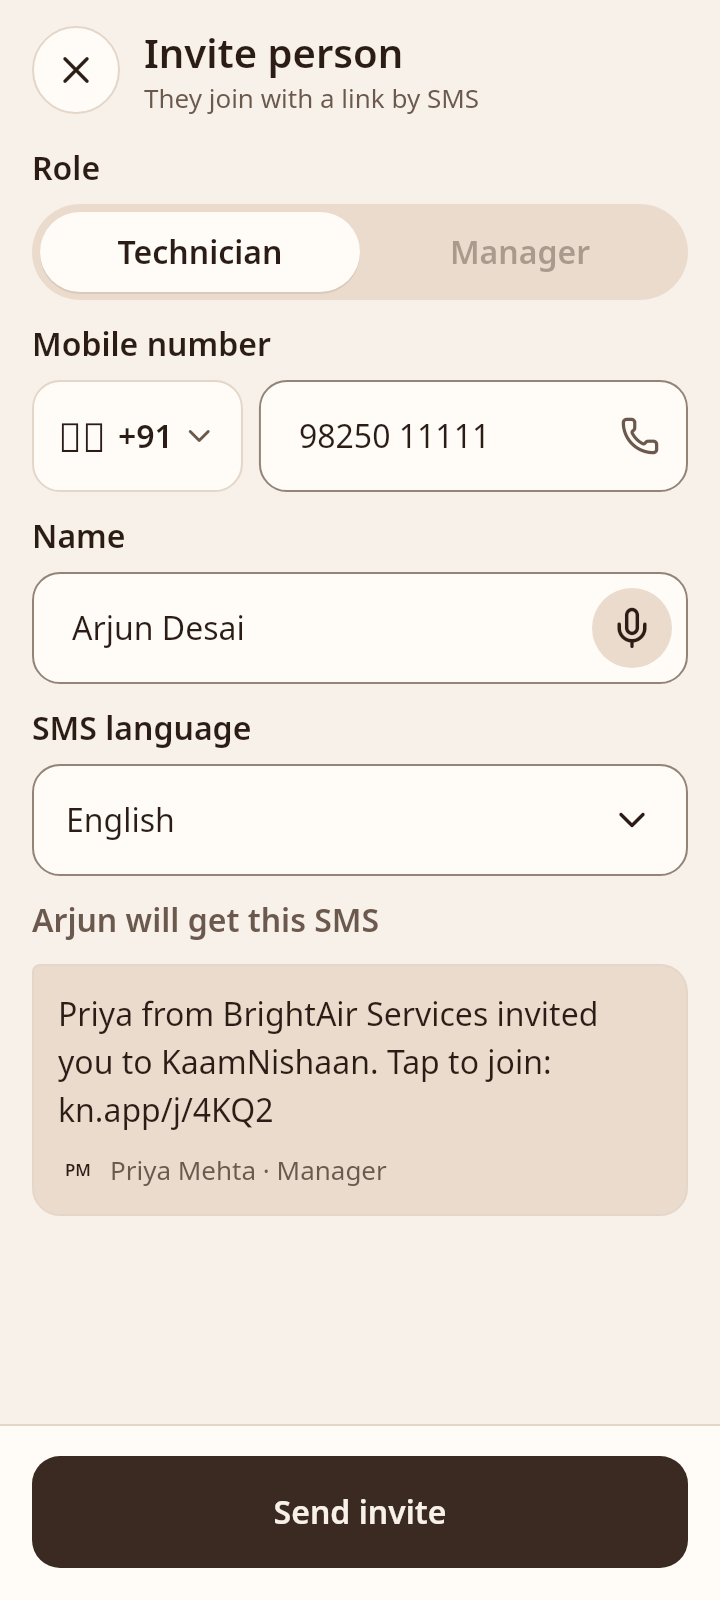 Invite person
They join with a link by SMS
Role
Technician
Manager
Mobile number
+91
98250 11111
Name
Arjun Desai
SMS language
English
Arjun will get this SMS
Priya from BrightAir Services invited
you to KaamNishaan. Tap to join:
kn.app/j/4KQ2
PM Priya Mehta · Manager
Send invite